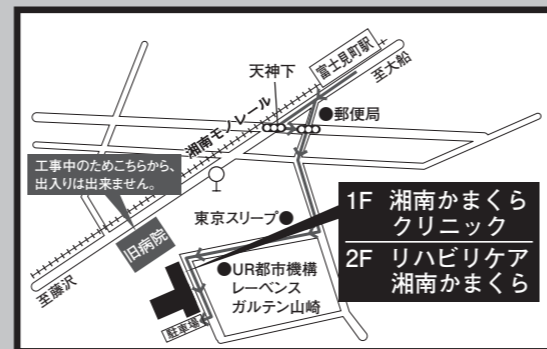 富士見町駅
至大船
天神下
郵便局
湘南モノレール
工事中のためこちらから、
出入りは出来ません。
1F 湘南かまくら
クリニック
2F リハビリケア
湘南かまくら
東京スリープ
旧病院
UR都市機構
レーベンス
ガルテン山崎
至藤沢
駐車場